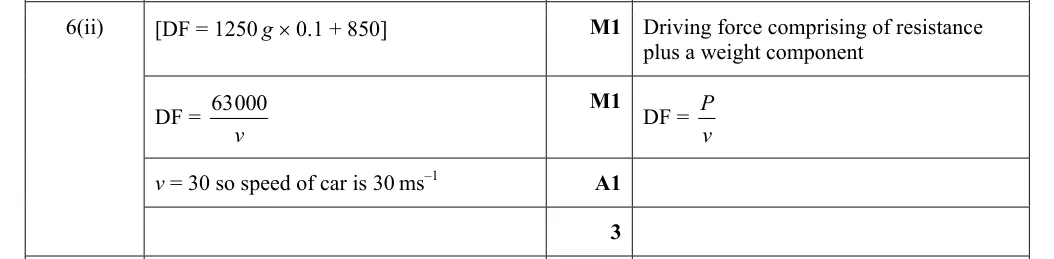 6(ii)
[DF = 1250 g × 0.1 + 850]
M1
Driving force comprising of resistance
plus a weight component
DF = 63000/v
M1
DF = P/v
v = 30 so speed of car is 30 ms⁻¹
A1
3